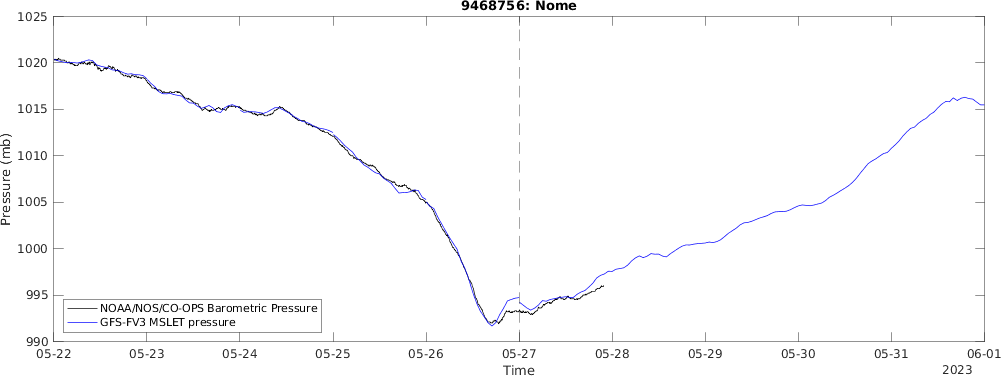 9468756: Nome
1025
1020
1015
1010
1005
1000
995
990
Pressure (mb)
NOAA/NOS/CO-OPS Barometric Pressure
GFS-FV3 MSLET pressure
05-22 05-23 05-24 05-25 05-26 05-27 05-28 05-29 05-30 05-31 06-01
Time
2023